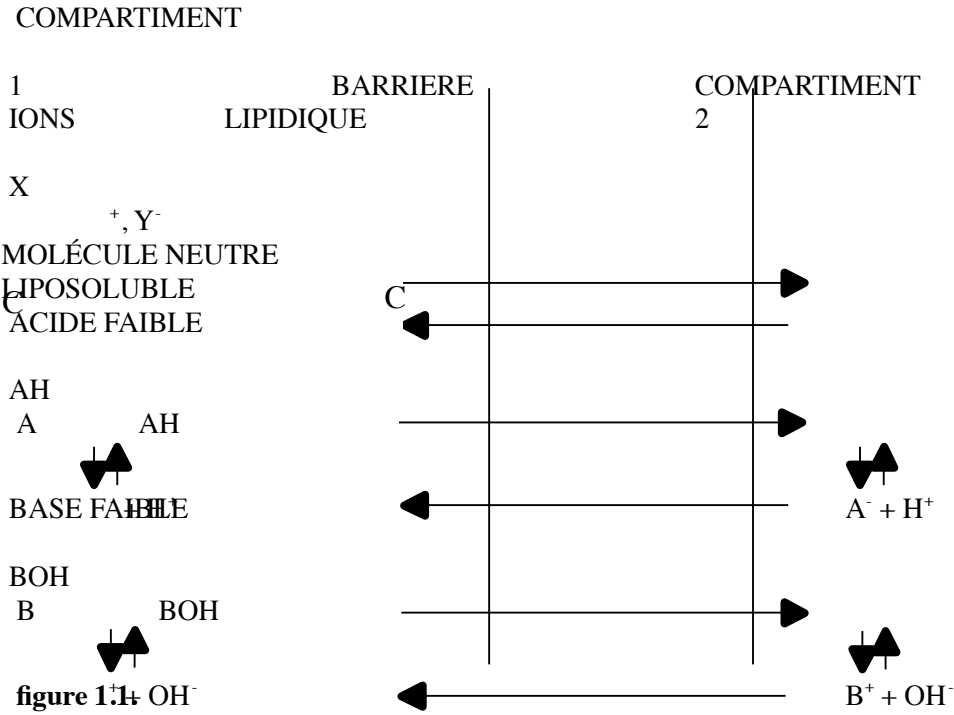 COMPARTIMENT
1 BARRIERE COMPARTIMENT
IONS LIPIDIQUE 2
X
+, Y-
MOLÉCULE NEUTRE
LIPOSOLUBLE
C C
ACIDE FAIBLE
AH
A AH
BASE FAIBLE + H+ A- + H+
BOH
B BOH
figure 1.1. + + OH- B+ + OH-